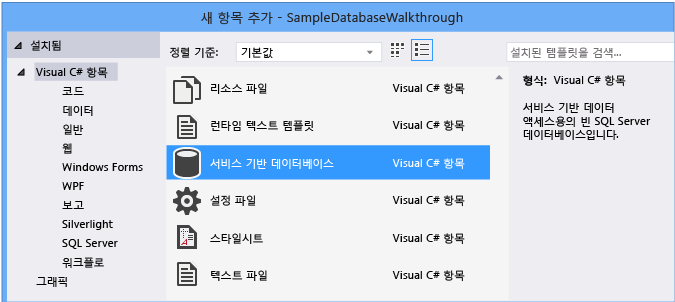 새 항목 추가 - SampleDatabaseWalkthrough
설치됨
정렬 기준: 기본값
설치된 템플릿을 검색...
Visual C# 항목
코드
데이터
일반
웹
Windows Forms
WPF
보고
Silverlight
SQL Server
워크플로
그래픽
리소스 파일 Visual C# 항목
런타임 텍스트 템플릿 Visual C# 항목
서비스 기반 데이터베이스 Visual C# 항목
설정 파일 Visual C# 항목
스타일시트 Visual C# 항목
텍스트 파일 Visual C# 항목
형식: Visual C# 항목
서비스 기반 데이터
액세스용의 빈 SQL Server
데이터베이스입니다.